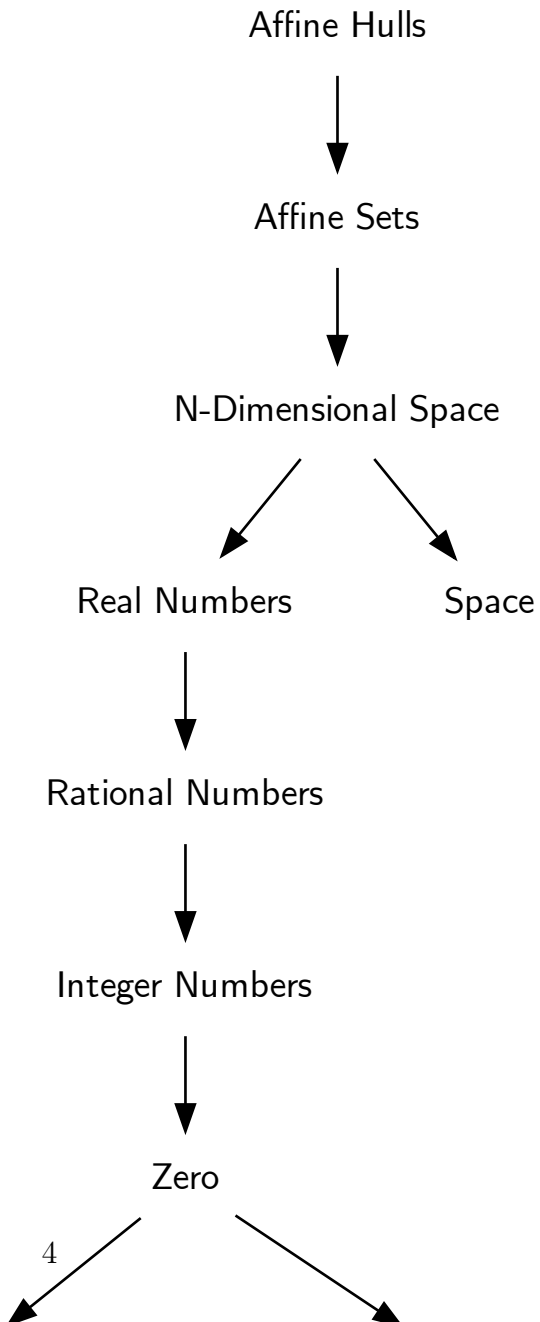 Affine Hulls
Affine Sets
N-Dimensional Space
Real Numbers
Space
Rational Numbers
Integer Numbers
Zero
4